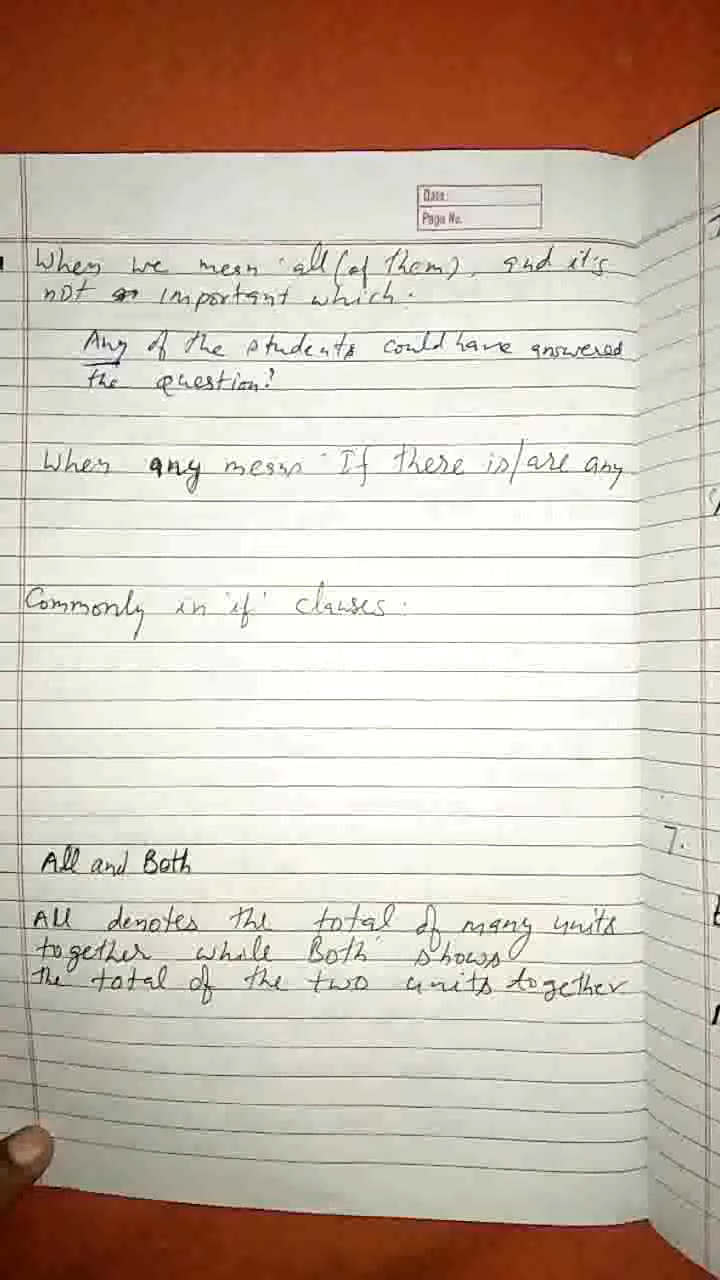 Date
Page No.
When we mean 'all (of them), and it's
not important which.
Any of the students could have answered
the question?
When any mean 'If there is/are any
Commonly in 'if' clauses.
All and Both
All denotes the total of many units
together while Both shows
the total of the two units together
7.